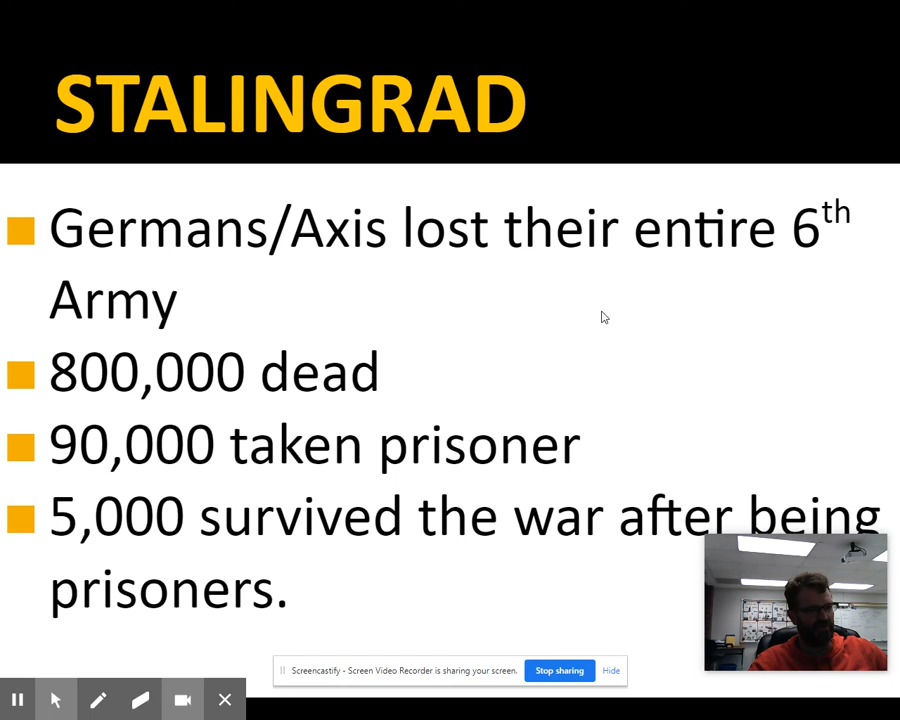 STALINGRAD
Germans/Axis lost their entire 6th
Army
800,000 dead
90,000 taken prisoner
5,000 survived the war after being
prisoners.
Screencastify - Screen Video Recorder is sharing your screen. Stop sharing Hide